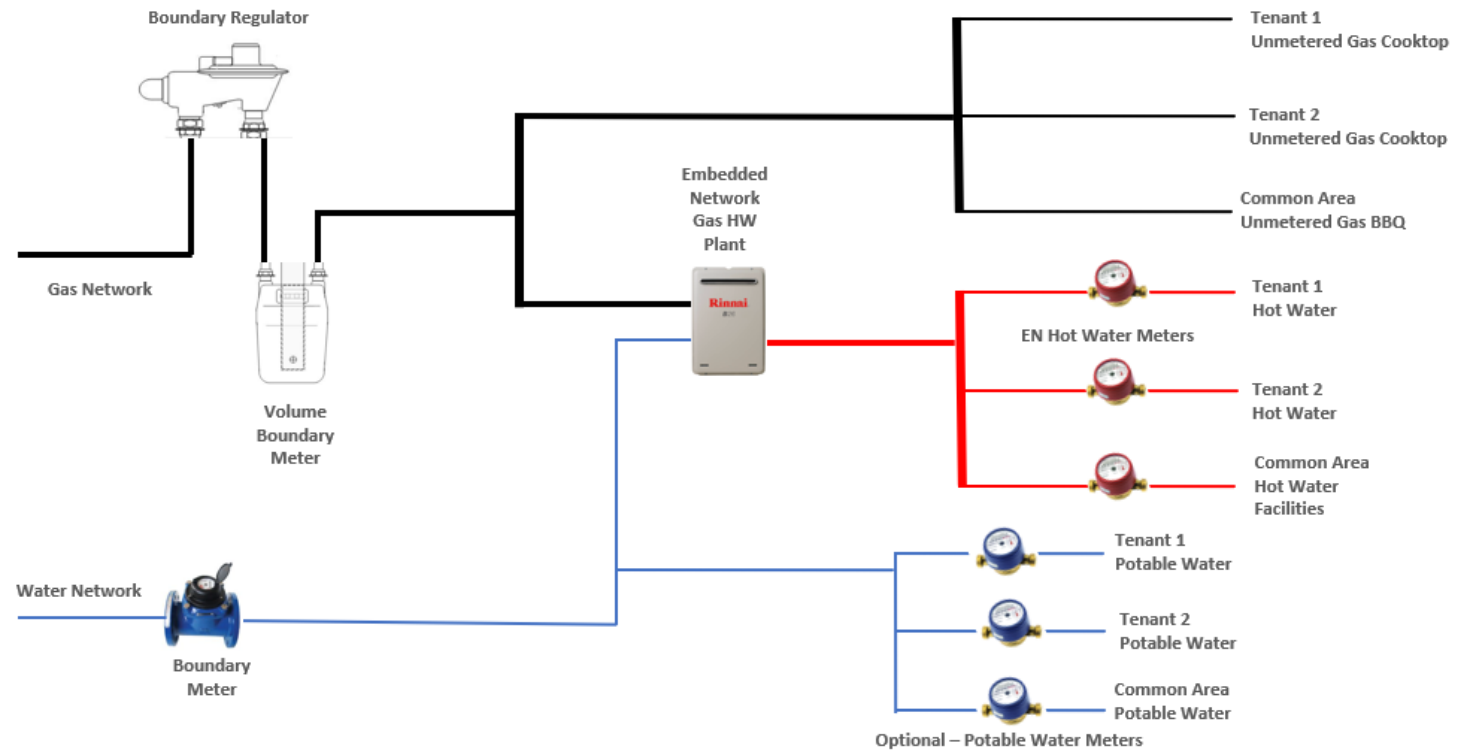 Boundary Regulator
Tenant 1
Unmetered Gas Cooktop
Tenant 2
Unmetered Gas Cooktop
Embedded
Network
Gas HW
Plant
Common Area
Unmetered Gas BBQ
Gas Network
Rinnai
Tenant 1
Hot Water
EN Hot Water Meters
Tenant 2
Hot Water
Volume
Boundary
Meter
Common Area
Hot Water
Facilities
Tenant 1
Potable Water
Water Network
Tenant 2
Potable Water
Boundary
Meter
Common Area
Potable Water
Optional – Potable Water Meters